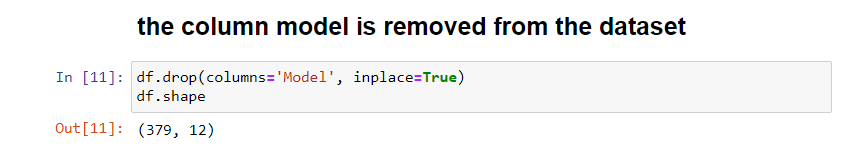 the column model is removed from the dataset
In [11]: df.drop(columns='Model', inplace=True)
df.shape
Out[11]: (379, 12)